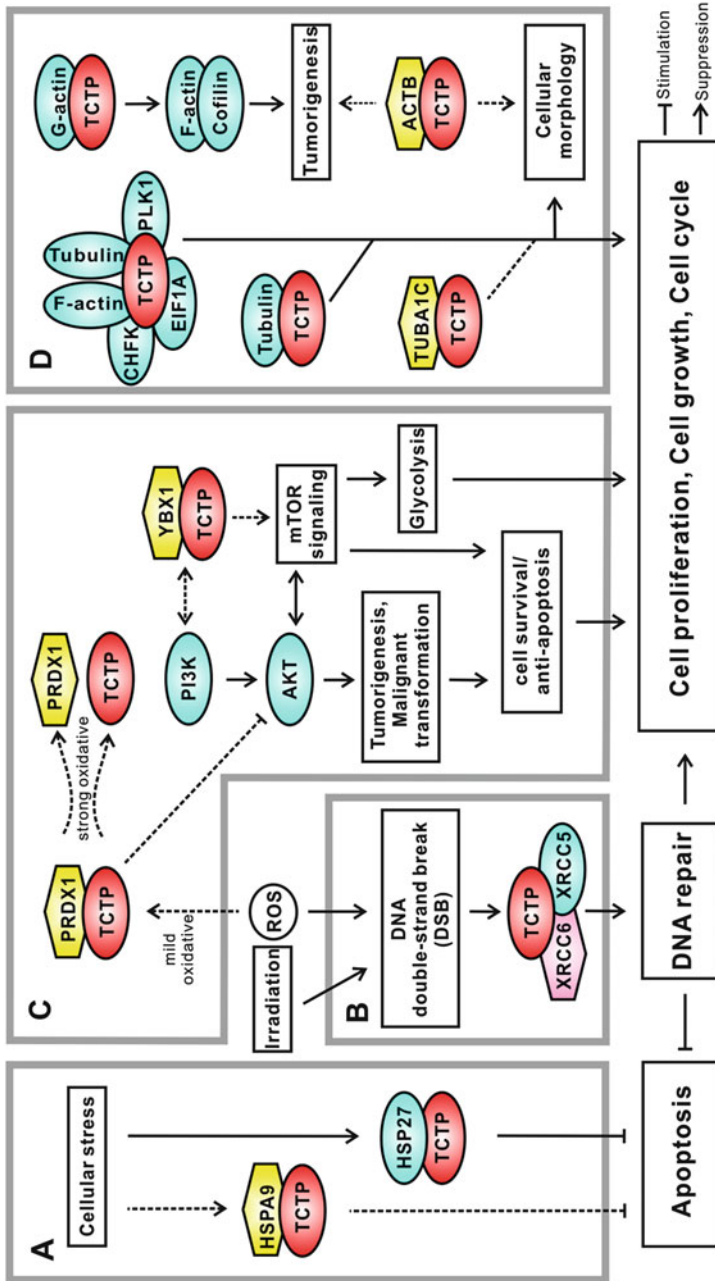 A
Cellular stress
HSPA9
TCTP
HSP27
TCTP
Apoptosis
B
Irradiation
ROS
DNA
double-strand break
(DSB)
TCTP
XRCC6
XRCC5
DNA repair
C
mild
oxidative
PRDX1
TCTP
strong oxidative
PRDX1
TCTP
PI3K
YBX1
TCTP
AKT
mTOR
signaling
Tumorigenesis,
Malignant
transformation
Glycolysis
cell survival/
anti-apoptosis
D
CHFK
F-actin
Tubulin
TCTP
PLK1
EIF1A
G-actin
TCTP
F-actin
Cofilin
Tumorigenesis
Tubulin
TCTP
TUBA1C
TCTP
ACTB
TCTP
Cellular
morphology
Cell proliferation, Cell growth, Cell cycle
Stimulation
Suppression